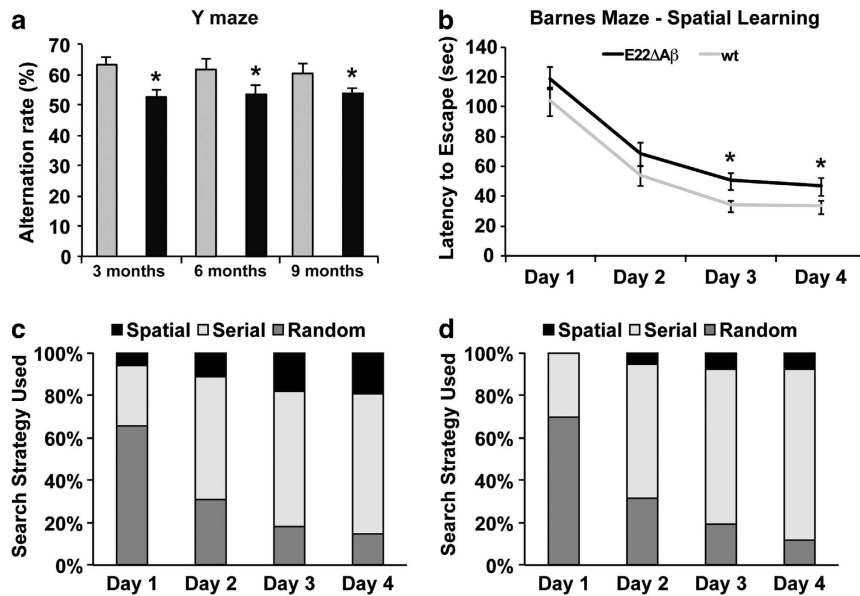 a
Y maze
Alternation rate (%)
70
60
50
40
30
20
10
0
* * *
3 months 6 months 9 months
b
Barnes Maze - Spatial Learning
E22ΔAβ wt
Latency to Escape (sec)
140
120
100
80
60
40
20
0
* *
Day 1 Day 2 Day 3 Day 4
c
Spatial Serial Random
Search Strategy Used
100%
80%
60%
40%
20%
0%
Day 1 Day 2 Day 3 Day 4
d
Spatial Serial Random
Search Strategy Used
100%
80%
60%
40%
20%
0%
Day 1 Day 2 Day 3 Day 4